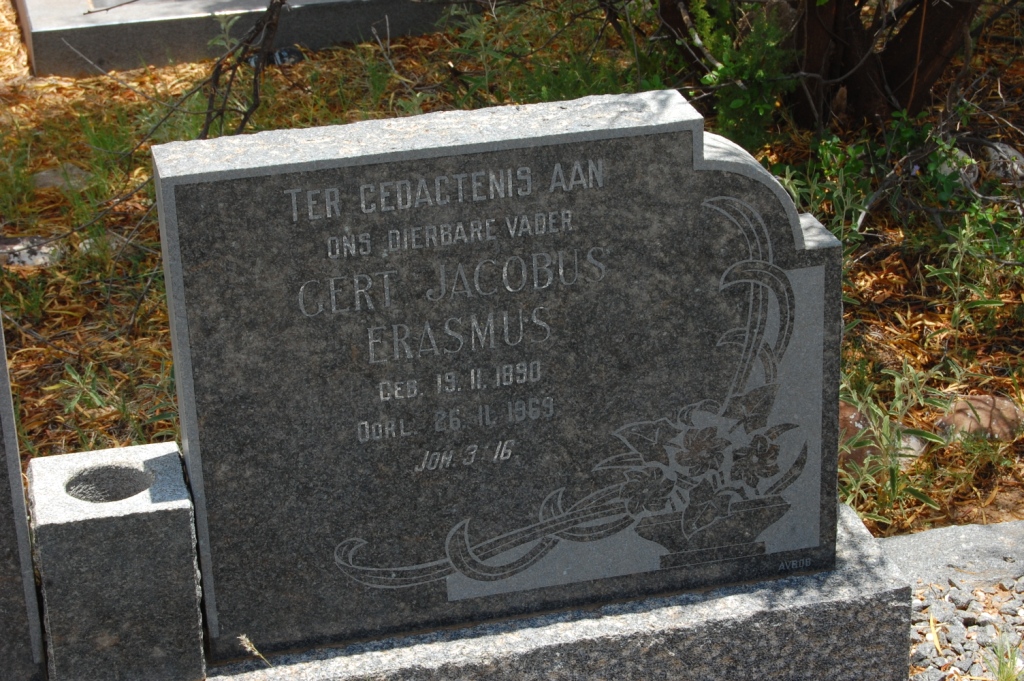 TER GEDAGTENIS AAN
ONS DIERBARE VADER
GERT JACOBUS
ERASMUS
GEB. 19.11.1890
OORL. 26.11.1969
JOH. 3:16.
AVBOB